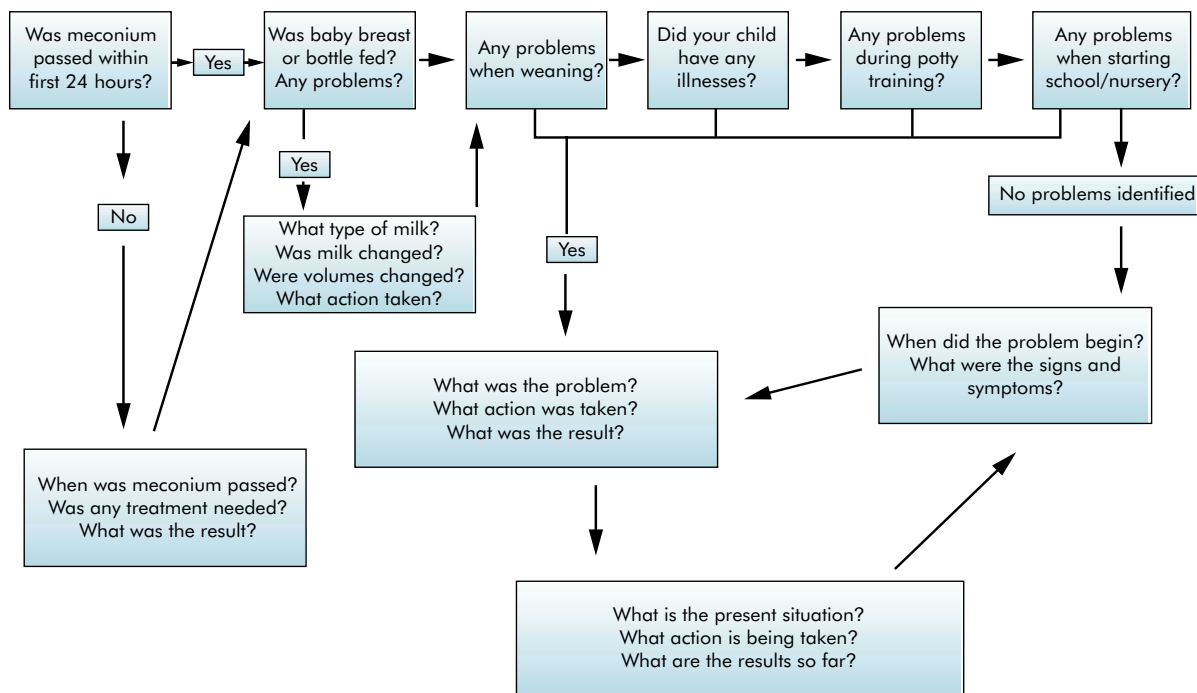 Was meconium
passed within
first 24 hours?
Yes
Was baby breast
or bottle fed?
Any problems?
Any problems
when weaning?
Did your child
have any
illnesses?
Any problems
during potty
training?
Any problems
when starting
school/nursery?
No
Yes
What type of milk?
Was milk changed?
Were volumes changed?
What action taken?
Yes
No problems identified
When did the problem begin?
What were the signs and
symptoms?
What was the problem?
What action was taken?
What was the result?
When was meconium passed?
Was any treatment needed?
What was the result?
What is the present situation?
What action is being taken?
What are the results so far?